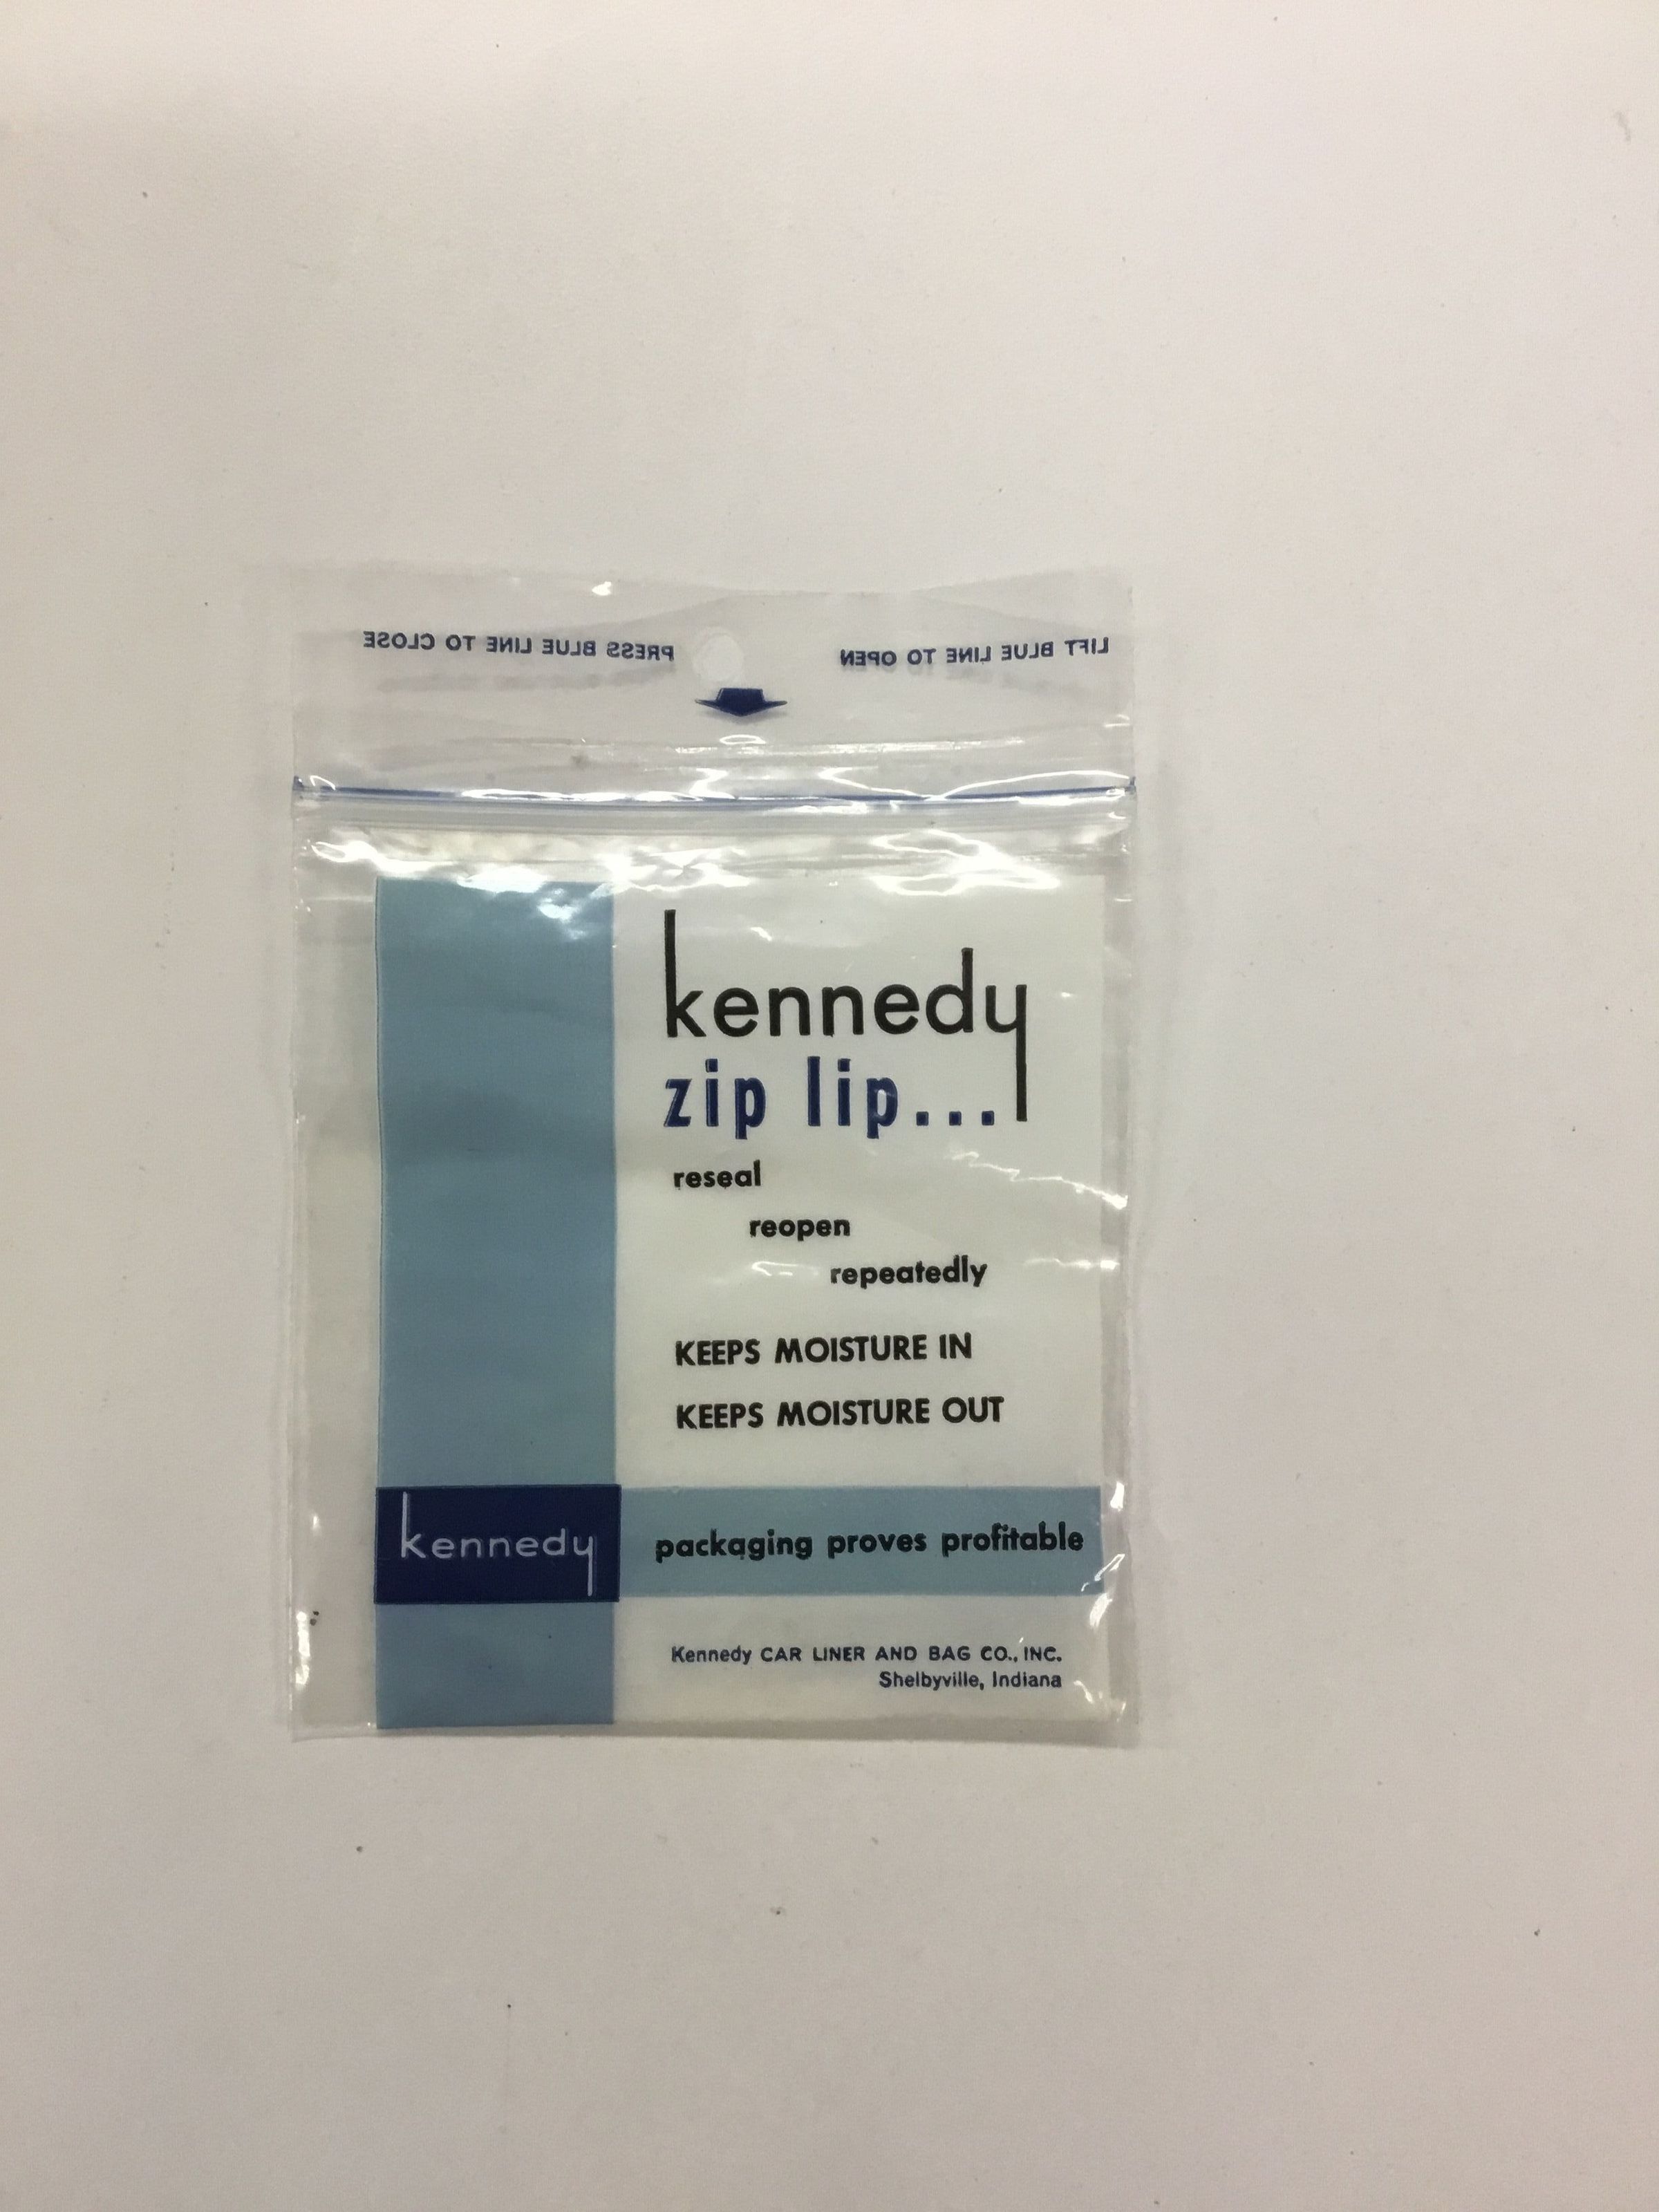 PRESS BLUE LINE TO CLOSE
LIFT BLUE LINE TO OPEN
kennedy
zip lip...
reseal
reopen
repeatedly
KEEPS MOISTURE IN
KEEPS MOISTURE OUT
kennedy
packaging proves profitable
Kennedy CAR LINER AND BAG CO., INC.
Shelbyville, Indiana